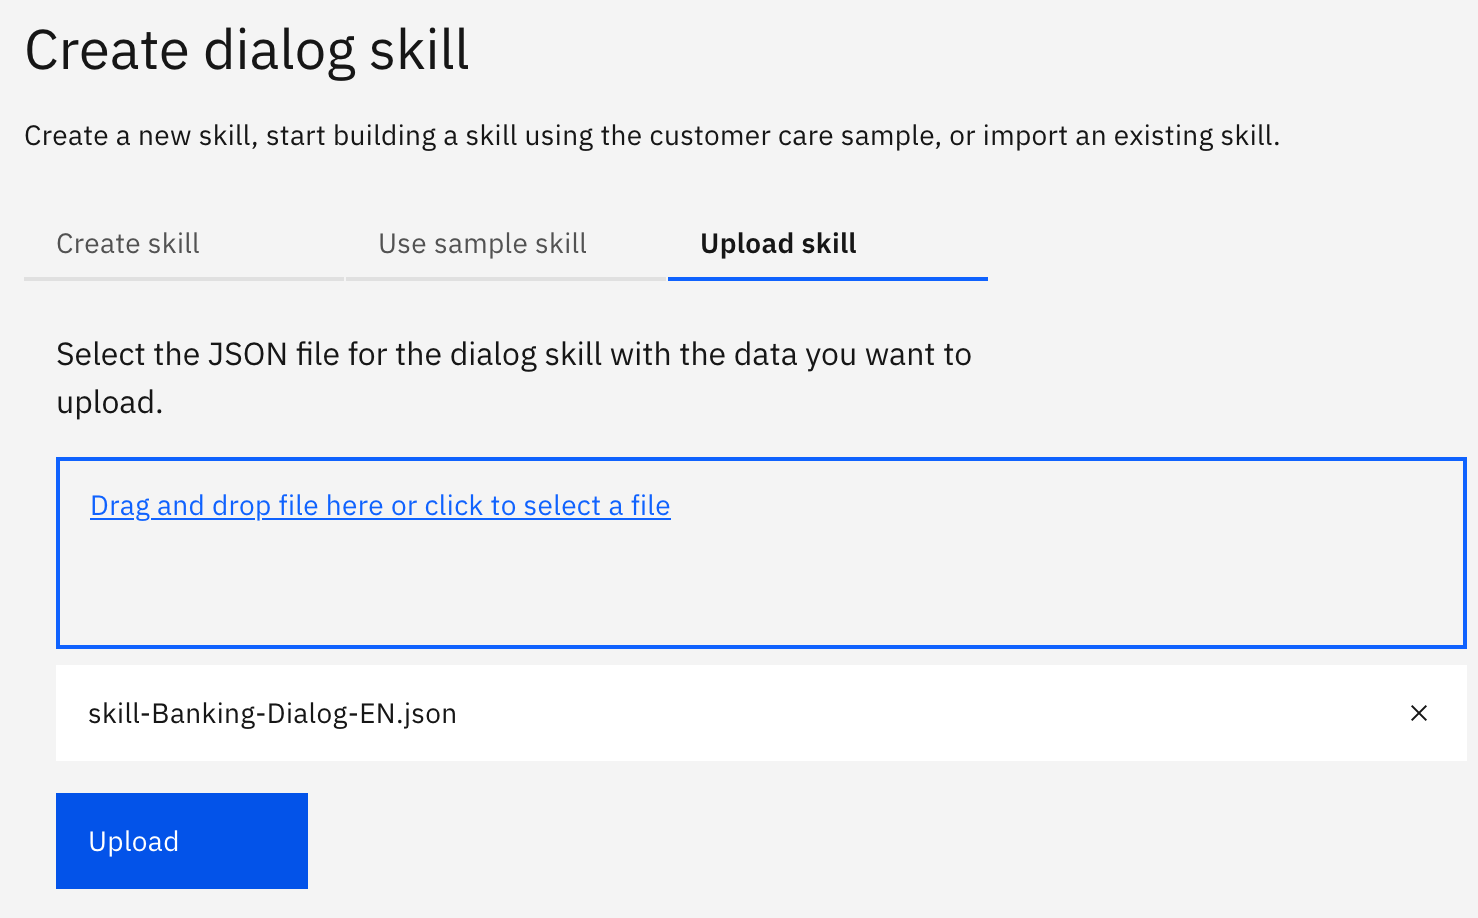 Create dialog skill
Create a new skill, start building a skill using the customer care sample, or import an existing skill.
Create skill
Use sample skill
Upload skill
Select the JSON file for the dialog skill with the data you want to
upload.
Drag and drop file here or click to select a file
skill-Banking-Dialog-EN.json
Upload